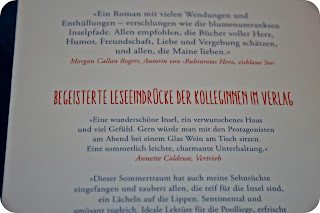 »Ein Roman mit vielen Wendungen und
Enthüllungen – verschlungen wie die blumenumrankten
Inselpfade. Allen empfohlen, die Bücher voller Herz,
Humor, Freundschaft, Liebe und Vergebung schätzen,
und allen, die Maine lieben.«
Morgan Callan Rogers, Autorin von ›Rubinrotes Herz, eisblaue See‹
BEGEISTERTE LESEEINDRÜCKE DER KOLLEGINNEN IM VERLAG
»Eine wunderschöne Insel, ein verwunschenes Haus
und viel Gefühl. Gern würde man mit den Protagonisten
am Abend bei einem Glas Wein am Tisch sitzen.
Eine sommerlich leichte, charmante Unterhaltung.«
Annette Coldewe, Vertrieb
»Dieser Sommertraum hat auch meine Sehnsüchte
eingefangen und zaubert allen, die reif für die Insel sind,
ein Lächeln auf die Lippen. Sentimental und
amüsant zugleich. Ideale Lektüre für die Poolliege, erfrischt